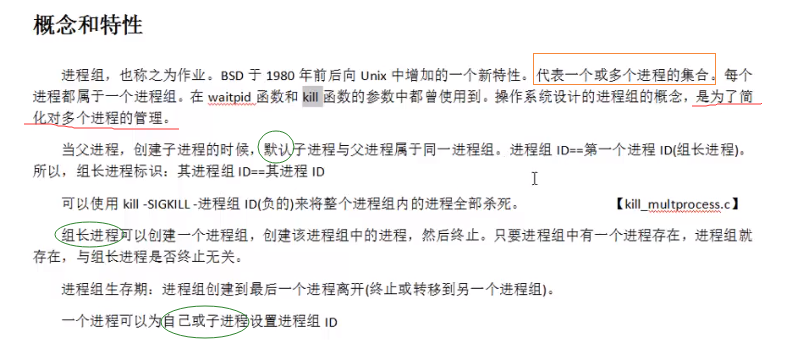 概念和特性
进程组，也称之为作业。BSD 于 1980 年前后向 Unix 中增加的一个新特性。代表一个或多个进程的集合。每个
进程都属于一个进程组。在 waitpid 函数和 kill 函数的参数中都曾使用到。操作系统设计的进程组的概念，是为了简
化对多个进程的管理。
当父进程，创建子进程的时候，默认子进程与父进程属于同一进程组。进程组 ID==第一个进程 ID(组长进程)。
所以，组长进程标识：其进程组 ID==其进程 ID
可以使用 kill -SIGKILL -进程组 ID(负的)来将整个进程组内的进程全部杀死。 【kill_multprocess.c】
组长进程可以创建一个进程组，创建该进程组中的进程，然后终止。只要进程组中有一个进程存在，进程组就
存在，与组长进程是否终止无关。
进程组生存期：进程组创建到最后一个进程离开(终止或转移到另一个进程组)。
一个进程可以为自己或子进程设置进程组 ID